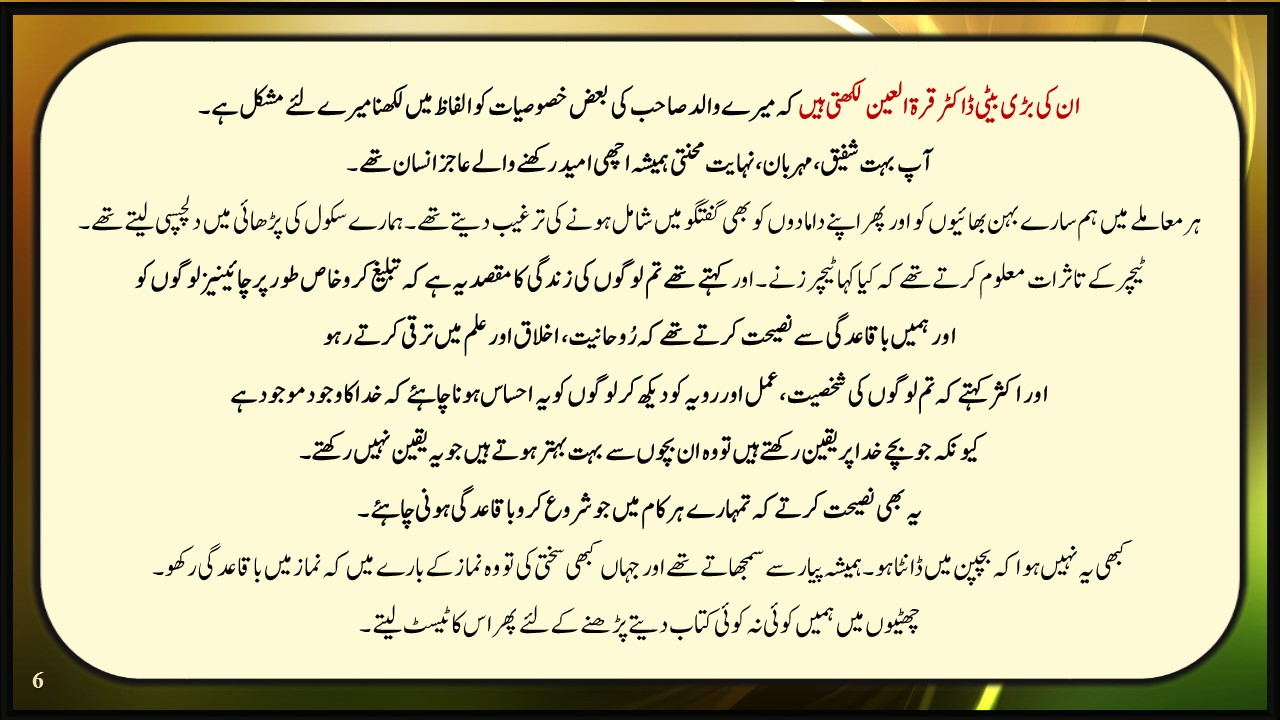 ان کی بڑی بیٹی ڈاکٹر قرۃ العین لکھتی ہیں کہ میرے والد صاحب کی بعض خصوصیات کو الفاظ میں لکھنا میرے لئے مشکل ہے۔
آپ بہت شفیق، مہربان، نہایت محنتی ہمیشہ اچھی امید رکھنے والے عاجز انسان تھے۔
ہر معاملے میں ہم سارے بہن بھائیوں کو اور پھر اپنے دامادوں کو بھی گفتگو میں شامل ہونے کی ترغیب دیتے تھے۔ ہمارے سکول کی پڑھائی میں دلچسپی لیتے تھے۔
ٹیچر کے تاثرات معلوم کرتے تھے کہ کیا کہا ٹیچرز نے۔ اور کہتے تھے تم لوگوں کی زندگی کا مقصد یہ ہے کہ تبلیغ کرو خاص طور پر چائینیز لوگوں کو
اور ہمیں باقاعدگی سے نصیحت کرتے تھے کہ رُوحانیت، اخلاق اور علم میں ترقی کرتے رہو
اور اکثر کہتے کہ تم لوگوں کی شخصیت، عمل اور رویہ کو دیکھ کر لوگوں کو یہ احساس ہونا چاہئے کہ خدا کا وجود موجود ہے
کیونکہ جو بچے خدا پر یقین رکھتے ہیں تو وہ ان بچوں سے بہت بہتر ہوتے ہیں جو یہ یقین نہیں رکھتے۔
یہ بھی نصیحت کرتے کہ تمہارے ہر کام میں جو شروع کرو باقاعدگی ہونی چاہئے۔
کبھی یہ نہیں ہوا کہ بچپن میں ڈانٹا ہو۔ ہمیشہ پیار سے سمجھاتے تھے اور جہاں کبھی سختی کی تو وہ نماز کے بارے میں کہ نماز میں باقاعدگی رکھو۔
چھٹیوں میں ہمیں کوئی نہ کوئی کتاب دیتے پڑھنے کے لئے پھر اس کا ٹیسٹ لیتے۔
6